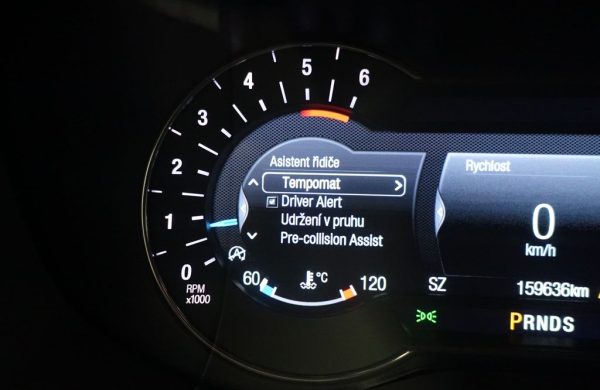 6
5
4
3
2
1
0
RPM
x1000
Asistent řidiče
Tempomat
Driver Alert
Udržení v pruhu
Pre-collision Assist
60
°C
120
Rychlost
0
km/h
SZ
159636km
PRNDS